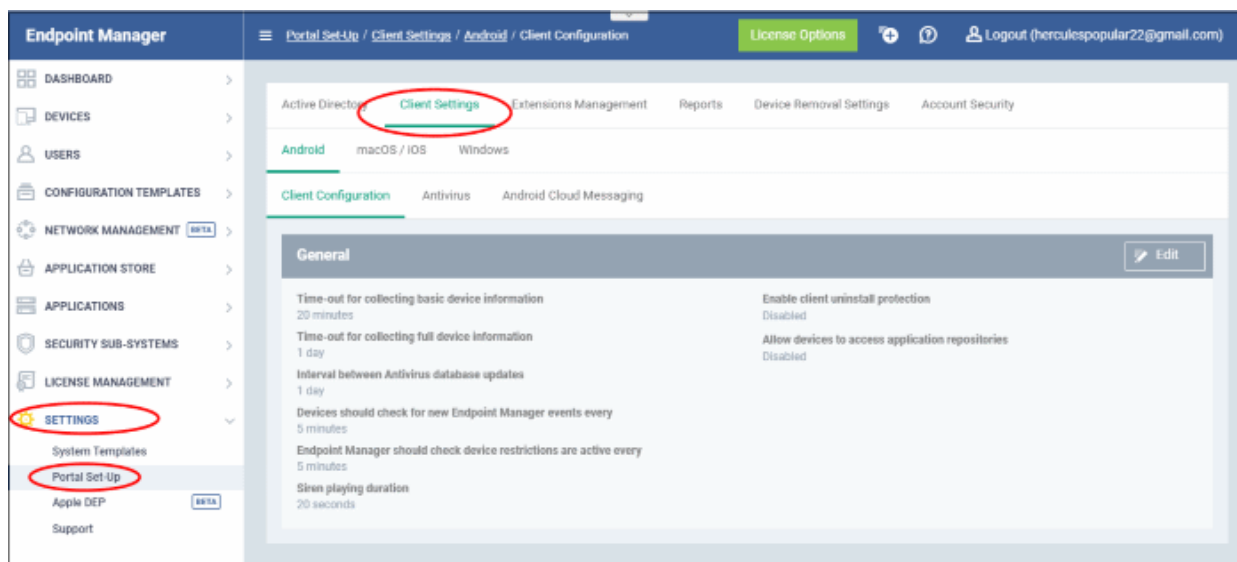 Endpoint Manager
Portal Set-Up / Client Settings / Android / Client Configuration
License Options
Logout (herculespopular22@gmail.com)
DASHBOARD
DEVICES
USERS
CONFIGURATION TEMPLATES
NETWORK MANAGEMENT BETA
APPLICATION STORE
APPLICATIONS
SECURITY SUB-SYSTEMS
LICENSE MANAGEMENT
SETTINGS
System Templates
Portal Set-Up
Apple DEP BETA
Support
Active Directory Client Settings Extensions Management Reports Device Removal Settings Account Security
Android macOS / iOS Windows
Client Configuration Antivirus Android Cloud Messaging
General
Edit
Time-out for collecting basic device information
20 minutes
Time-out for collecting full device information
1 day
Interval between Antivirus database updates
1 day
Devices should check for new Endpoint Manager events every
5 minutes
Endpoint Manager should check device restrictions are active every
5 minutes
Siren playing duration
20 seconds
Enable client uninstall protection
Disabled
Allow devices to access application repositories
Disabled